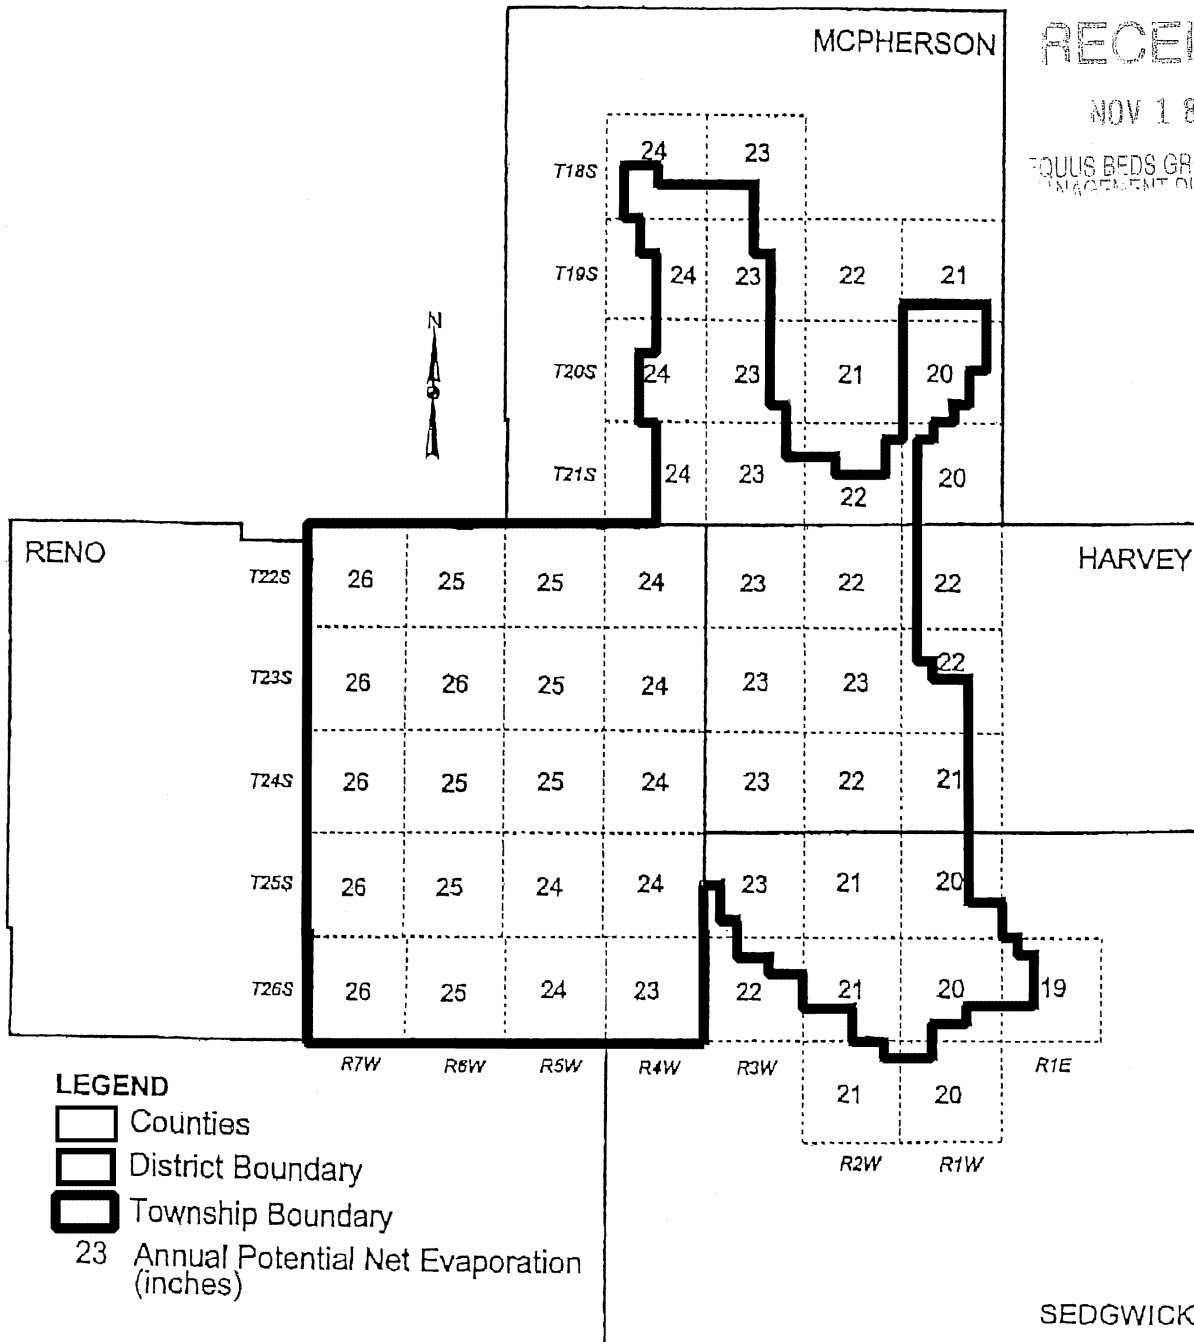 MCPHERSON
RECEI
NOV 1 8
EQUUS BEDS GR
24 23
T18S
T19S 24 23 22 21
N
T20S 24 23 21 20
T21S 24 23 22 20
RENO
HARVEY
T22S 26 25 25 24 23 22 22
T23S 26 26 25 24 23 23 22
T24S 26 25 25 24 23 22 21
T25S 26 25 24 24 23 21 20
T26S 26 25 24 23 22 21 20 19
R7W R6W R5W R4W R3W R1E
21 20
R2W R1W
LEGEND
Counties
District Boundary
Township Boundary
23 Annual Potential Net Evaporation
(inches)
SEDGWICK